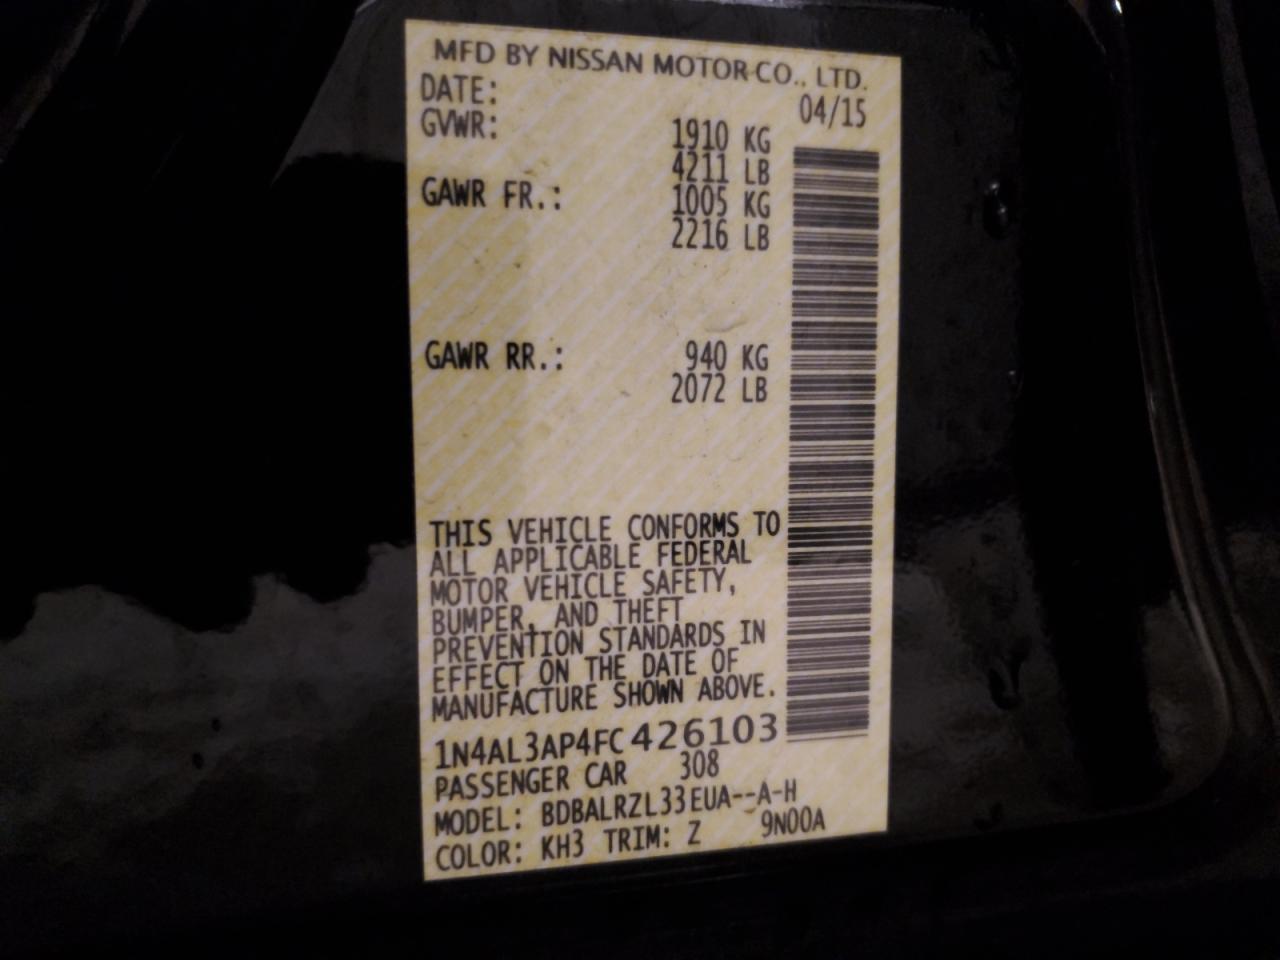 MFD BY NISSAN MOTOR CO., LTD.
DATE: 04/15
GVWR: 1910 KG
4211 LB
GAWR FR.: 1005 KG
2216 LB
GAWR RR.: 940 KG
2072 LB
THIS VEHICLE CONFORMS TO
ALL APPLICABLE FEDERAL
MOTOR VEHICLE SAFETY,
BUMPER, AND THEFT
PREVENTION STANDARDS IN
EFFECT ON THE DATE OF
MANUFACTURE SHOWN ABOVE.
1N4AL3AP4FC426103
PASSENGER CAR 308
MODEL: BDBALRZL33EUA--A-H
COLOR: KH3 TRIM: Z 9N00A